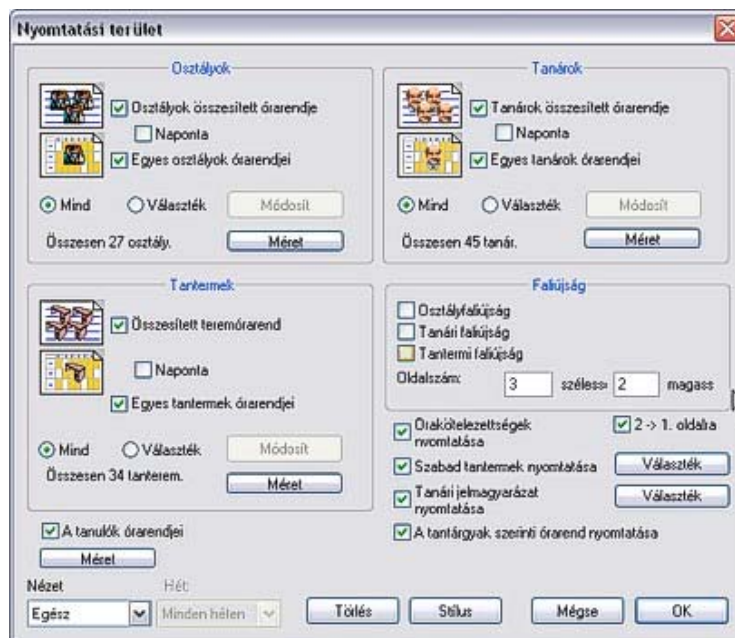 Nyomtatási terület
Osztályok
Osztályok összesített órarendje
Naponta
Egyes osztályok órarendjei
Mind
Választék
Módosít
Összesen 27 osztály.
Méret
Tanárok
Tanárok összesített órarendje
Naponta
Egyes tanárok órarendjei
Mind
Választék
Módosít
Összesen 45 tanár.
Méret
Tantermek
Összesített teremórarend
Naponta
Egyes tantermek órarendjei
Mind
Választék
Módosít
Összesen 34 tanterem.
Méret
Faliújság
Osztályfaliújság
Tanári faliújság
Tantermi faliújság
Oldalszám:
3
széless
2
magass
Órakötelezettségek
nyomtatása
2 -> 1. oldalra
Szabad tantermek nyomtatása
Választék
Tanári jelmagyarázat
nyomtatása
Választék
A tantárgyak szerinti órarend nyomtatása
A tanulók órarendjei
Méret
Nézet
Hét:
Egész
Minden héten
Törlés
Stílus
Mégse
OK